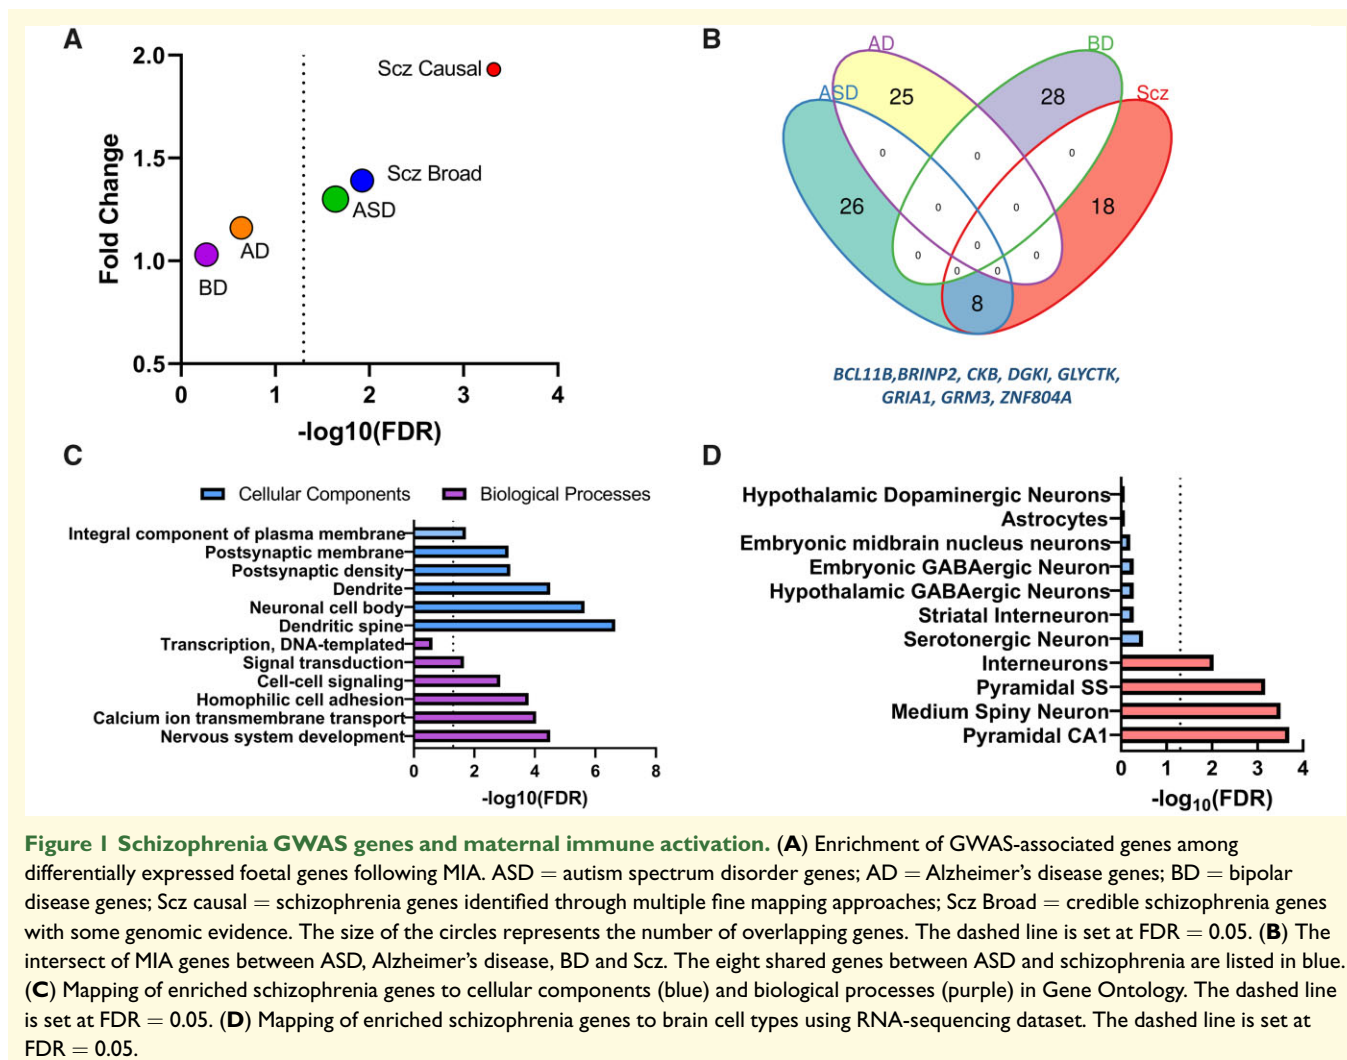 A
2.0
1.5
1.0
0.5
Fold Change
Scz Causal
Scz Broad
ASD
AD
BD
0 1 2 3 4
-log10(FDR)
B
AD
BD
ASD
Scz
25
28
0
0
0
26
0
0
18
0
0
0
0
0
8
BCL11B,BRINP2, CKB, DGKI, GLYCTK,
GRIA1, GRM3, ZNF804A
C
Cellular Components
Biological Processes
Integral component of plasma membrane
Postsynaptic membrane
Postsynaptic density
Dendrite
Neuronal cell body
Dendritic spine
Transcription, DNA-templated
Signal transduction
Cell-cell signaling
Homophilic cell adhesion
Calcium ion transmembrane transport
Nervous system development
0 2 4 6 8
-log10(FDR)
D
Hypothalamic Dopaminergic Neurons
Astrocytes
Embryonic midbrain nucleus neurons
Embryonic GABAergic Neuron
Hypothalamic GABAergic Neurons
Striatal Interneuron
Serotonergic Neuron
Interneurons
Pyramidal SS
Medium Spiny Neuron
Pyramidal CA1
0 1 2 3 4
-log₁₀(FDR)
Figure 1 Schizophrenia GWAS genes and maternal immune activation. (A) Enrichment of GWAS-associated genes among
differentially expressed foetal genes following MIA. ASD = autism spectrum disorder genes; AD = Alzheimer's disease genes; BD = bipolar
disease genes; Scz causal = schizophrenia genes identified through multiple fine mapping approaches; Scz Broad = credible schizophrenia genes
with some genomic evidence. The size of the circles represents the number of overlapping genes. The dashed line is set at FDR = 0.05. (B) The
intersect of MIA genes between ASD, Alzheimer's disease, BD and Scz. The eight shared genes between ASD and schizophrenia are listed in blue.
(C) Mapping of enriched schizophrenia genes to cellular components (blue) and biological processes (purple) in Gene Ontology. The dashed line
is set at FDR = 0.05. (D) Mapping of enriched schizophrenia genes to brain cell types using RNA-sequencing dataset. The dashed line is set at
FDR = 0.05.